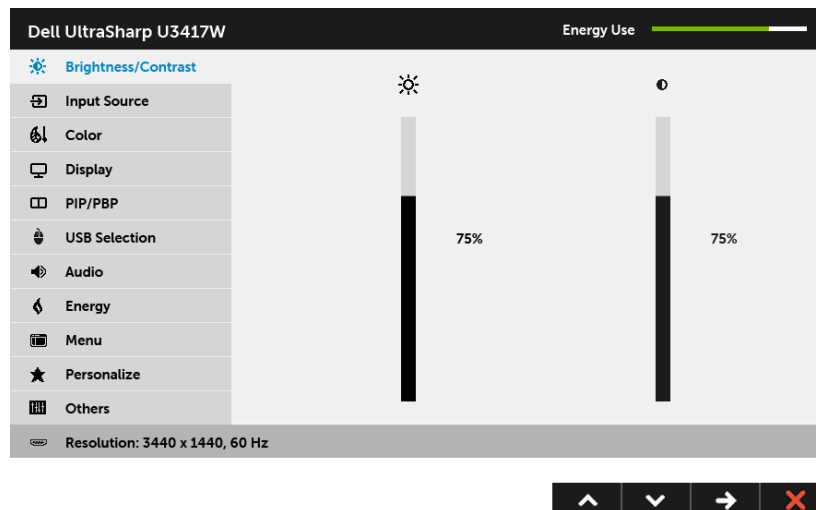 Dell UltraSharp U3417W
Energy Use
Brightness/Contrast
Input Source
Color
Display
PIP/PBP
USB Selection
75%
75%
Audio
Energy
Menu
Personalize
Others
Resolution: 3440 x 1440, 60 Hz